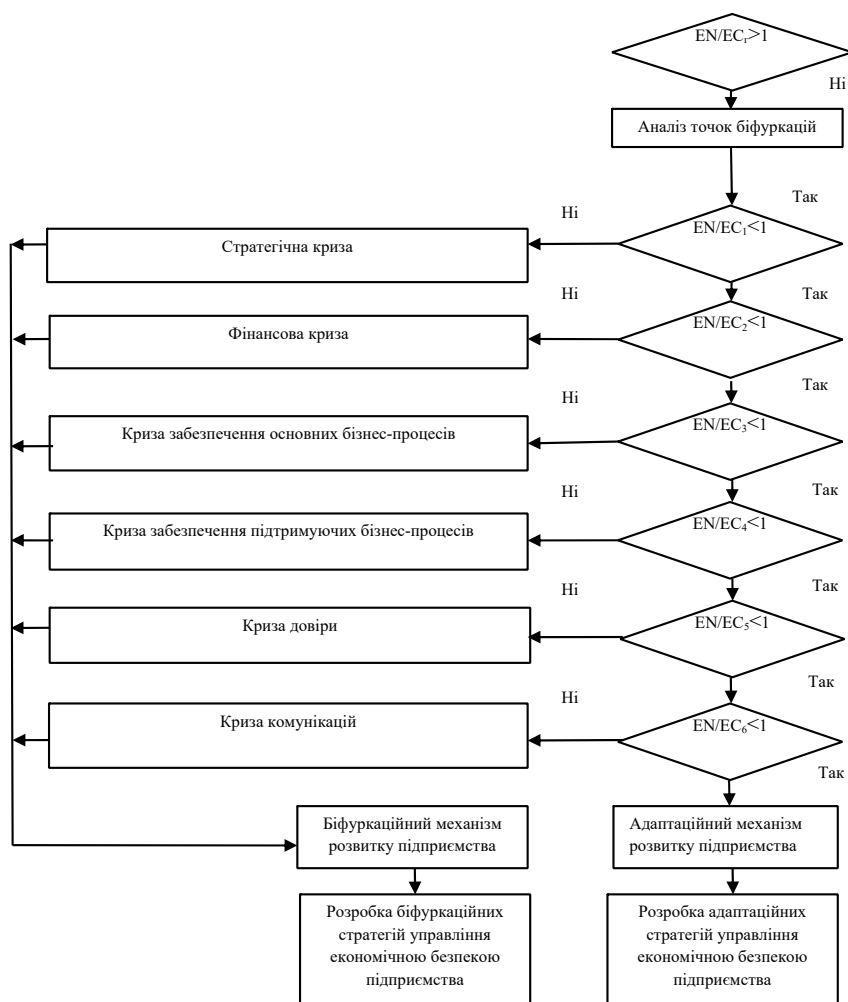 EN/ECт>1
Ні
Аналіз точок біфуркацій
Так
Ні
EN/EC₁<1
Стратегічна криза
Ні
Так
EN/EC₂<1
Фінансова криза
Так
Ні
EN/EC₃<1
Криза забезпечення основних бізнес-процесів
Ні
Так
EN/EC₄<1
Криза забезпечення підтримуючих бізнес-процесів
Ні
Так
EN/EC₅<1
Криза довіри
Так
Ні
EN/EC₆<1
Криза комунікацій
Так
Біфуркаційний механізм
розвитку підприємства
Адаптаційний механізм
розвитку підприємства
Розробка біфуркаційних
стратегій управління
економічною безпекою
підприємства
Розробка адаптаційних
стратегій управління
економічною безпекою
підприємства